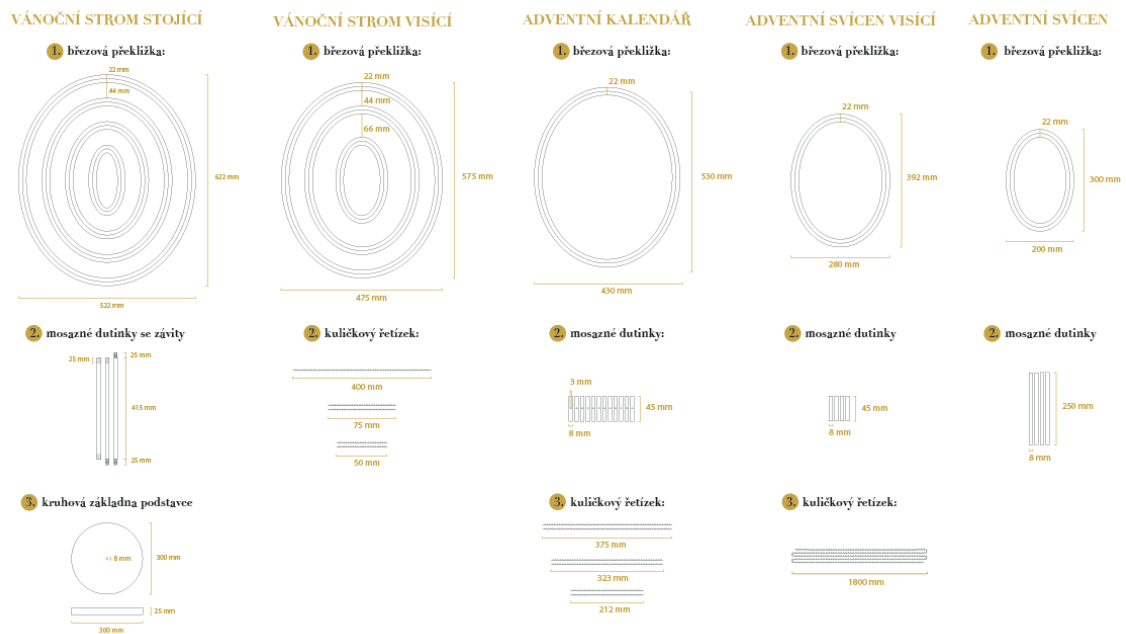 VÁNOČNÍ STROM STOJÍCÍ
1. březová překližka:
22 mm
44 mm
622 mm
522 mm
2. mosazné dutinky se závity
25 mm
25 mm
415 mm
25 mm
3. kruhová základna podstavce
8 mm
300 mm
25 mm
300 mm
VÁNOČNÍ STROM VISÍCÍ
1. březová překližka:
22 mm
44 mm
66 mm
575 mm
475 mm
2. kuličkový řetízek:
400 mm
75 mm
50 mm
ADVENTNÍ KALENDÁŘ
1. březová překližka:
22 mm
530 mm
430 mm
2. mosazné dutinky:
3 mm
45 mm
8 mm
3. kuličkový řetízek:
375 mm
323 mm
212 mm
ADVENTNÍ SVÍCEN VISÍCÍ
1. březová překližka:
22 mm
392 mm
280 mm
2. mosazné dutinky
45 mm
8 mm
3. kuličkový řetízek:
1800 mm
ADVENTNÍ SVÍCEN
1. březová překližka:
22 mm
300 mm
200 mm
2. mosazné dutinky
250 mm
8 mm